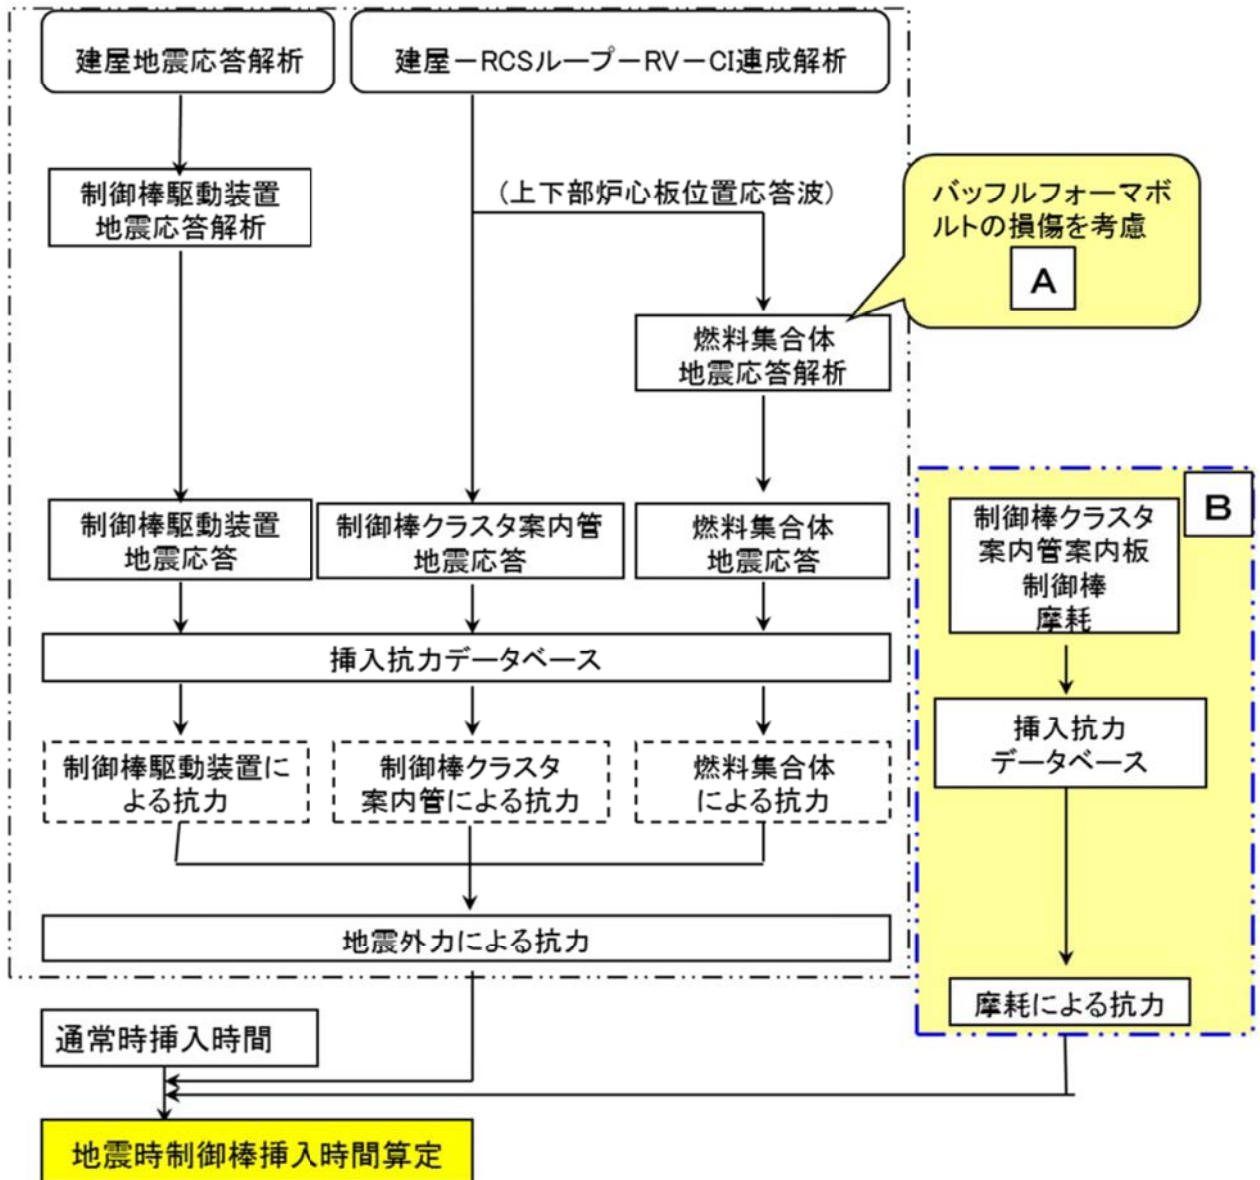 建屋地震応答解析
建屋－RCSループ－RV－CI連成解析
制御棒駆動装置
地震応答解析
（上下部炉心板位置応答波）
バッフルフォーマボ
ルトの損傷を考慮
A
燃料集合体
地震応答解析
制御棒駆動装置
地震応答
制御棒クラスタ案内管
地震応答
燃料集合体
地震応答
B
制御棒クラスタ
案内管案内板
制御棒
摩耗
挿入抗力データベース
挿入抗力
データベース
制御棒駆動装置に
よる抗力
制御棒クラスタ
案内管による抗力
燃料集合体
による抗力
地震外力による抗力
摩耗による抗力
通常時挿入時間
地震時制御棒挿入時間算定